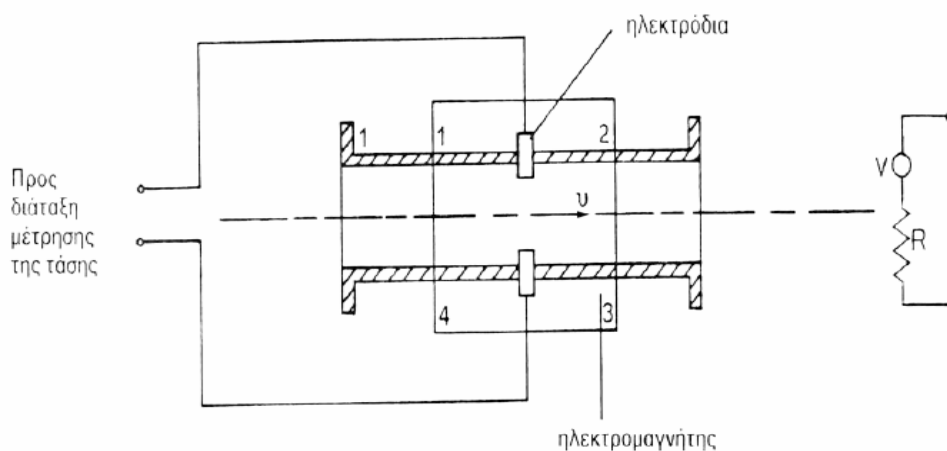 ηλεκτρόδια
1
1
2
Προς
διάταξη
μέτρησης
της τάσης
υ
V
R
4
3
ηλεκτρομαγνήτης